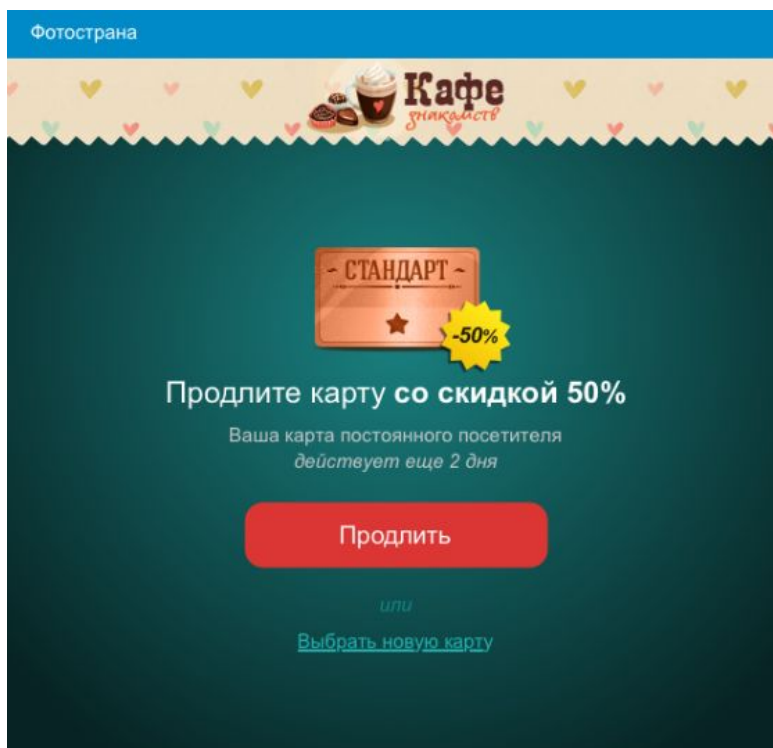 Фотострана
Кафе
знакомств
~ СТАНДАРТ ~
-50%
Продлите карту со скидкой 50%
Ваша карта постоянного посетителя
действует еще 2 дня
Продлить
или
Выбрать новую карту